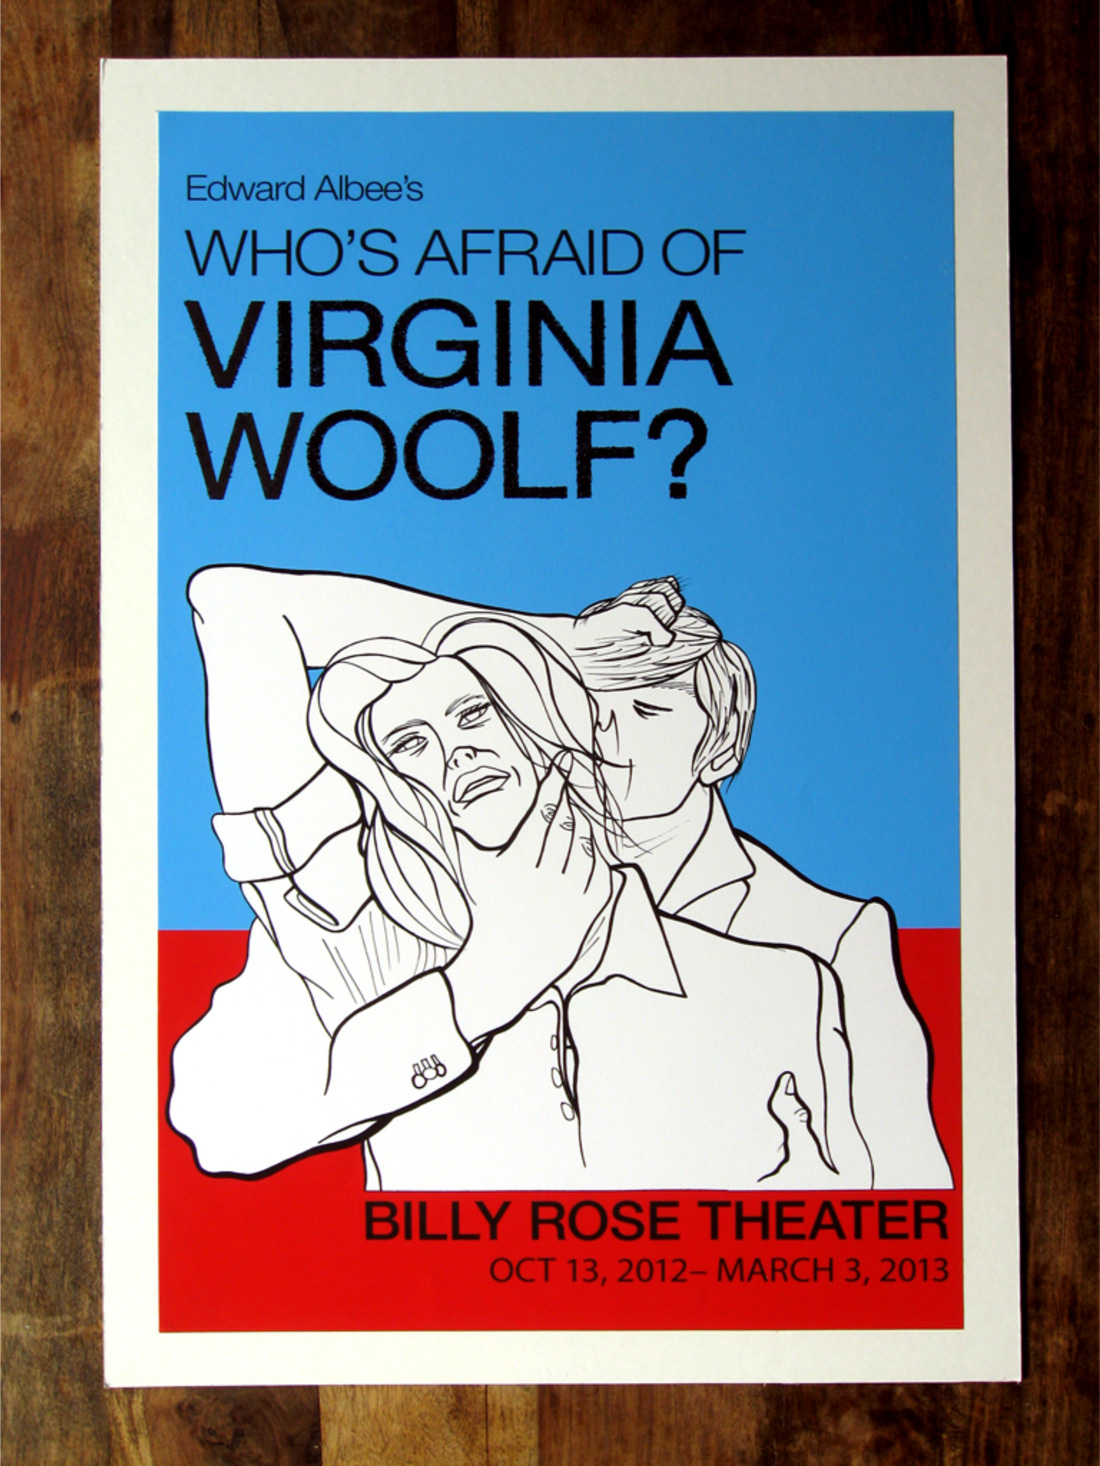 Edward Albee's
WHO'S AFRAID OF
VIRGINIA
WOOLF?
BILLY ROSE THEATER
OCT 13, 2012– MARCH 3, 2013